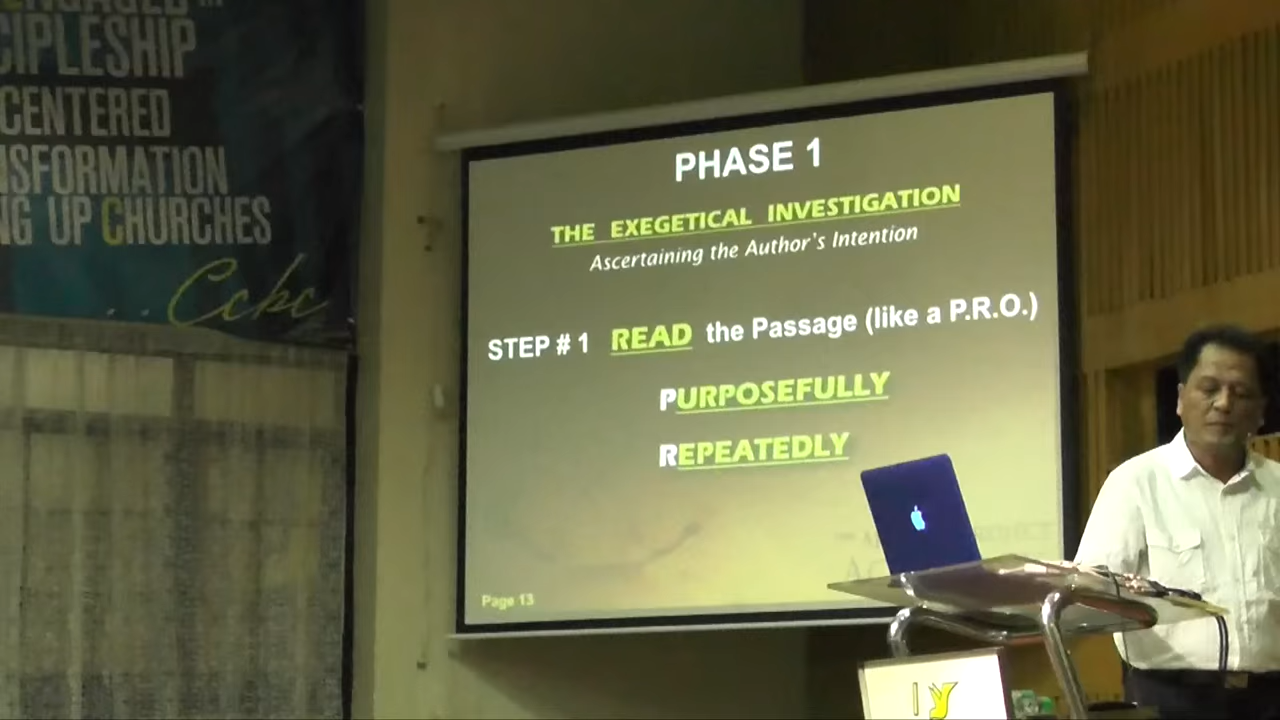 CIPLESHIP
CENTERED
NSFORMATION
NG UP CHURCHES
... Ccbc
PHASE 1
THE EXEGETICAL INVESTIGATION
Ascertaining the Author's Intention
STEP # 1 READ the Passage (like a P.R.O.)
PURPOSEFULLY
REPEATEDLY
Page 13